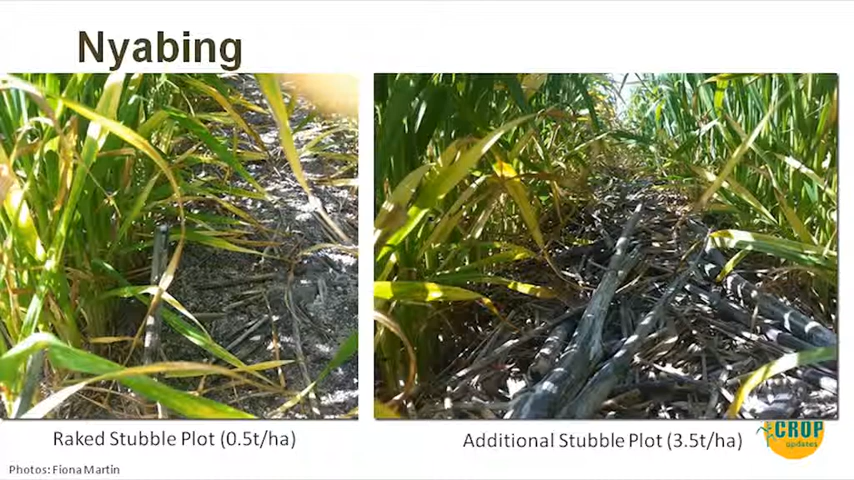 Nyabing
Raked Stubble Plot (0.5t/ha)
Additional Stubble Plot (3.5t/ha)
CROP
updates
Photos: Fiona Martin